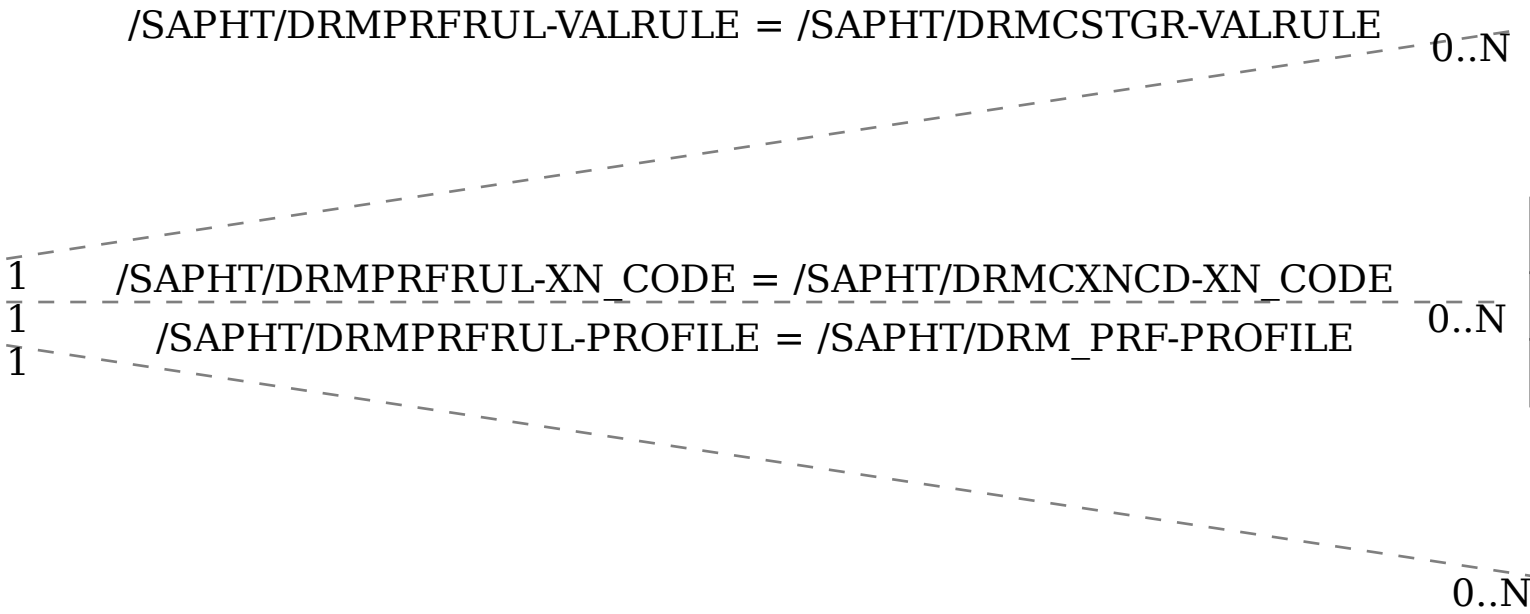 /SAPHT/DRMPRFRUL-VALRULE = /SAPHT/DRMCSTGR-VALRULE
0..N
1
/SAPHT/DRMPRFRUL-XN_CODE = /SAPHT/DRMCXNCD-XN_CODE
1
0..N
/SAPHT/DRMPRFRUL-PROFILE = /SAPHT/DRM_PRF-PROFILE
1
0..N